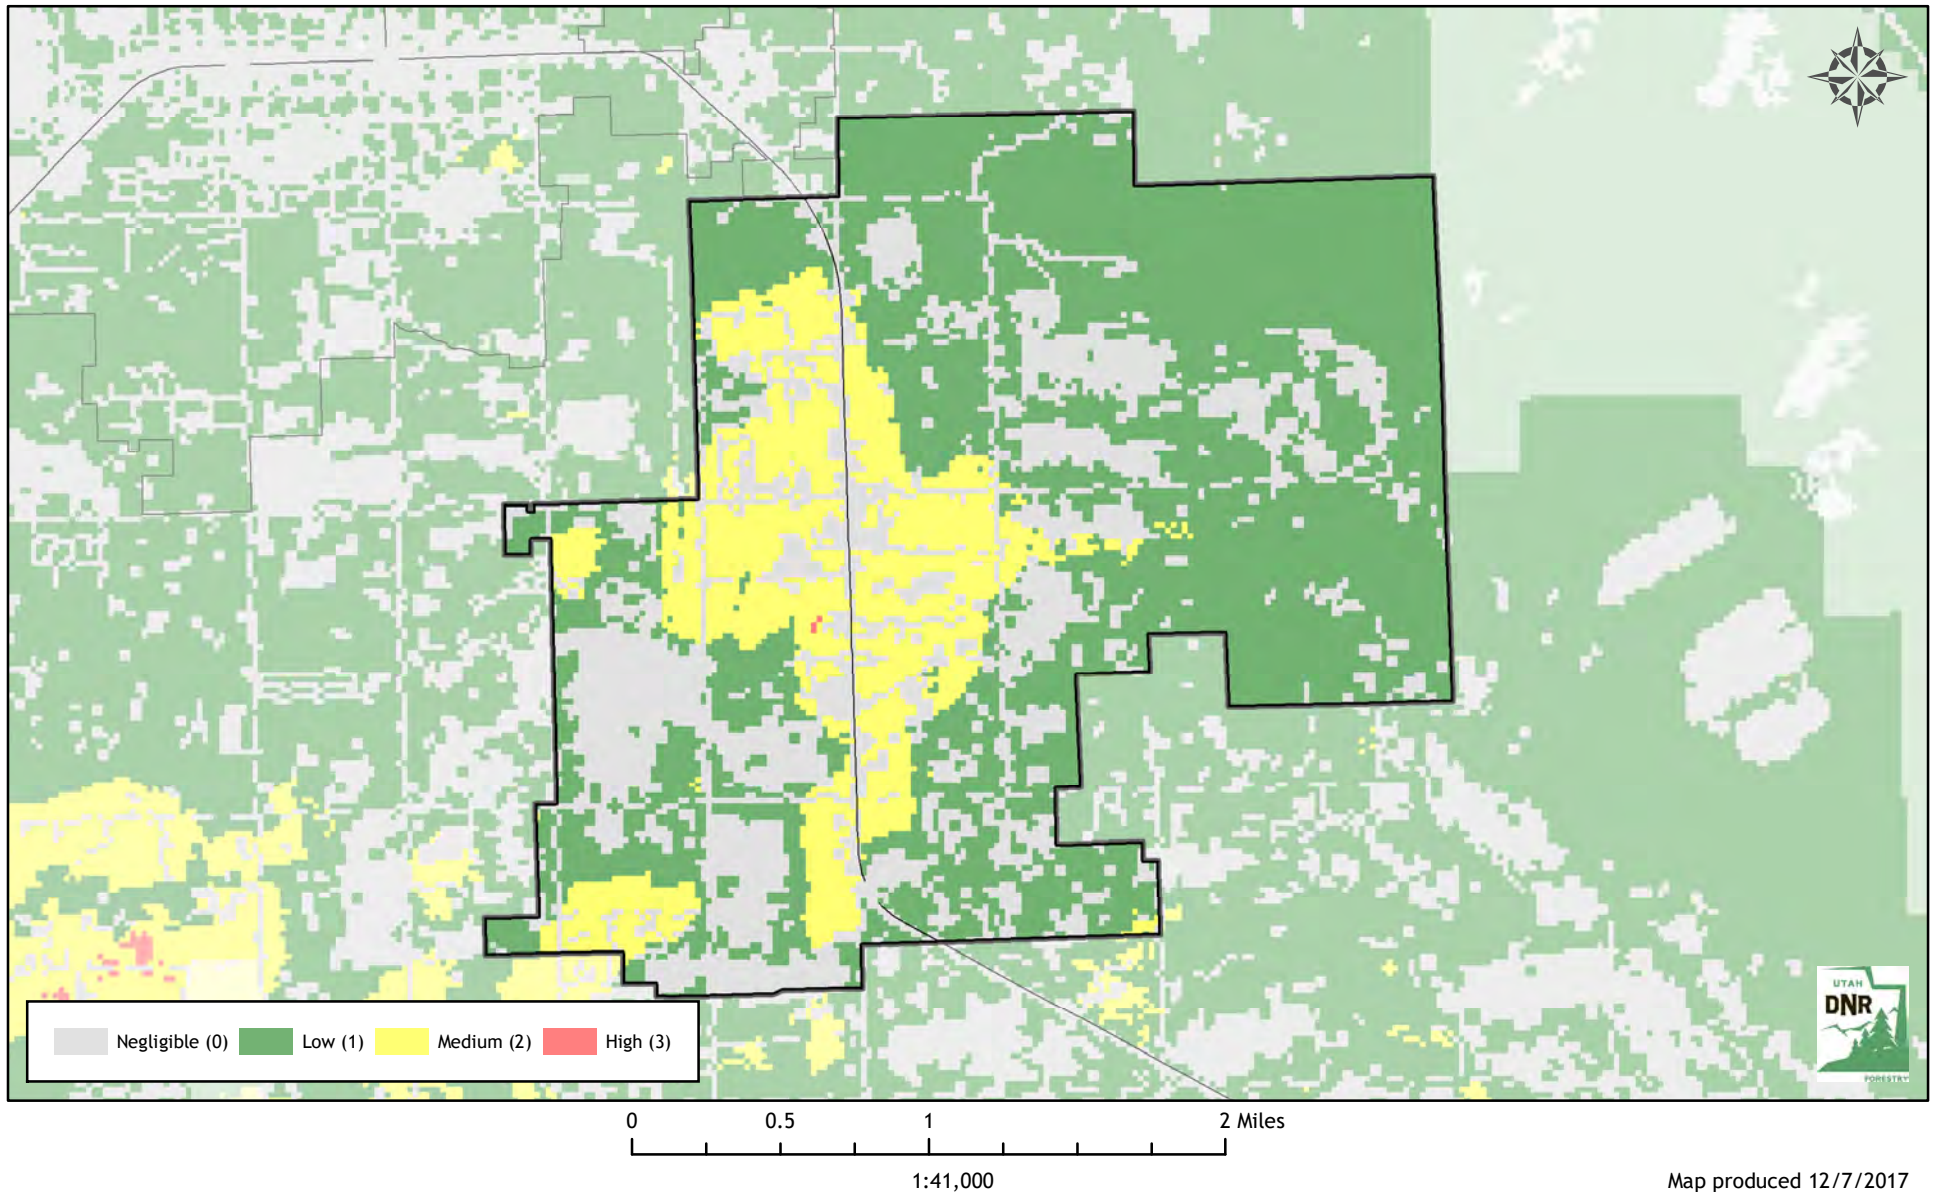 UTAH
DNR
FORESTRY
Negligible (0) Low (1) Medium (2) High (3)
0 0.5 1 2 Miles
1:41,000
Map produced 12/7/2017